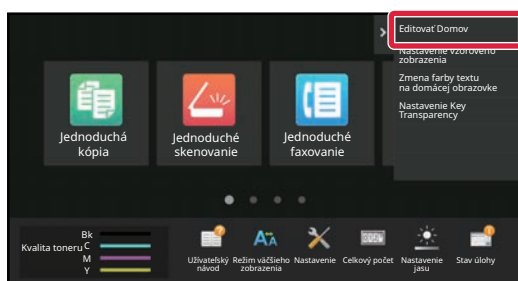 Editovať Domov
Nastavenie vzorového
zobrazenia
Zmena farby textu
na domácej obrazovke
Nastavenie Key
Transparency
Jednoduchá
kópia
Jednoduché
skenovanie
Jednoduché
faxovanie
Kvalita toneru
Bk
C
M
Y
Užívateľský
návod
Režim väčšieho
zobrazenia
Nastavenie
Celkový počet
Nastavenie
jasu
Stav úlohy